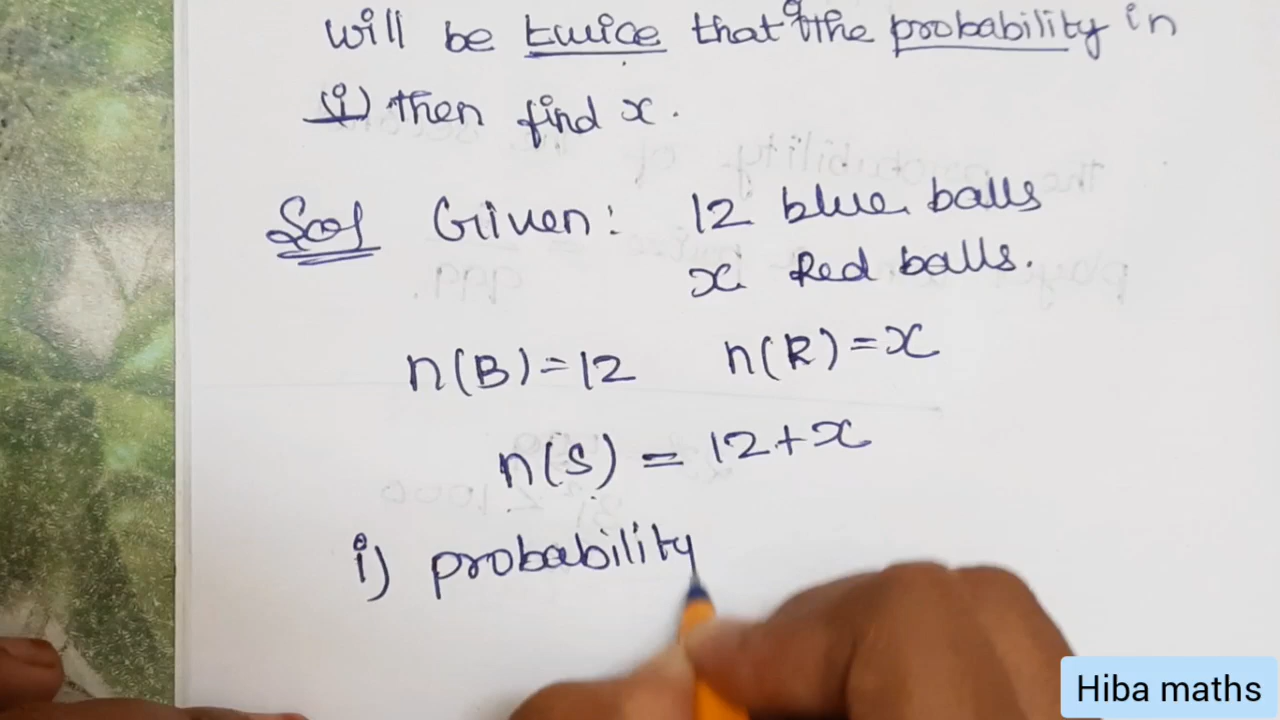 will be twice that of the probability in
(i) then find x.
Sol Given: 12 blue balls
x Red balls.
n(B)=12 n(R)=x
n(S) = 12+x
i) probability
Hiba maths